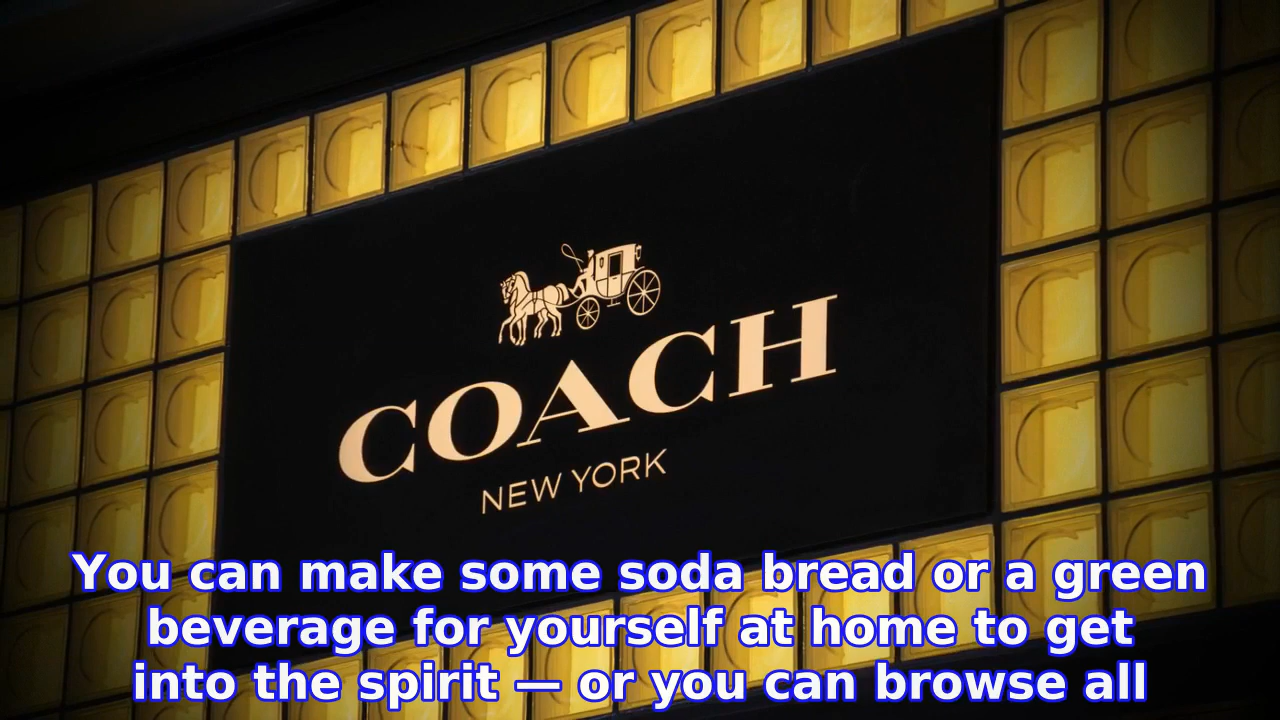 COACH
NEW YORK
You can make some soda bread or a green
beverage for yourself at home to get
into the spirit — or you can browse all